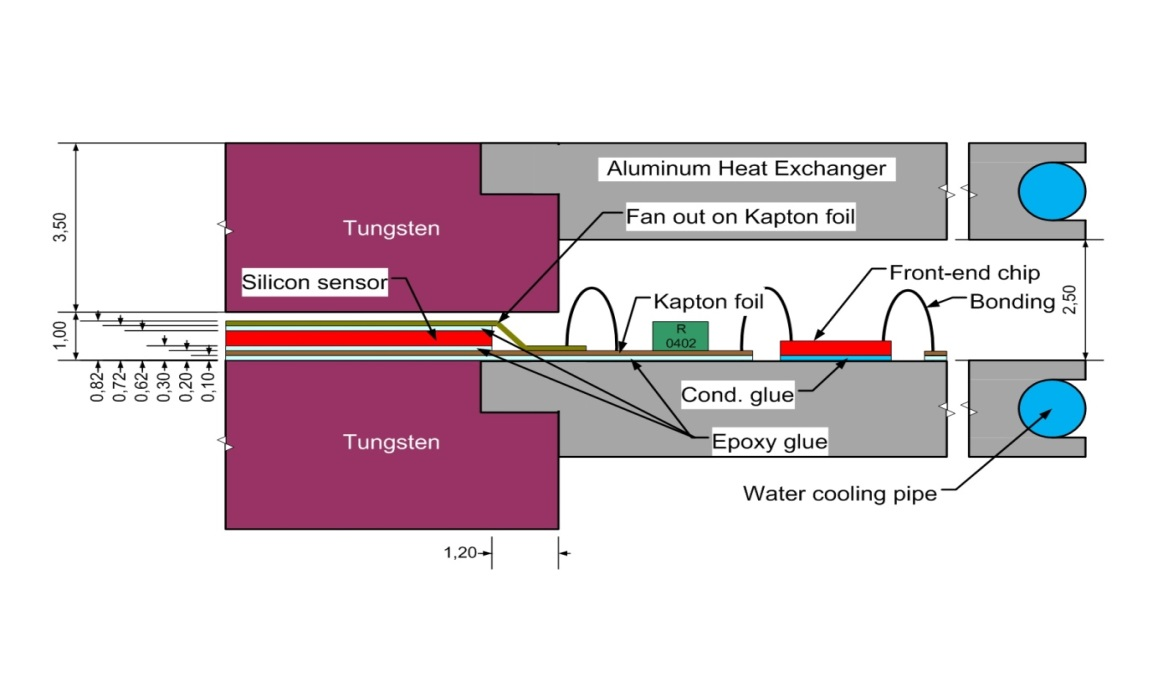 Aluminum Heat Exchanger
Fan out on Kapton foil
Tungsten
3,50
Silicon sensor
Front-end chip
Kapton foil
Bonding
2,50
1,00
R
0402
0,82
0,72
0,62
0,30
0,20
0,10
Cond. glue
Tungsten
Epoxy glue
Water cooling pipe
1,20